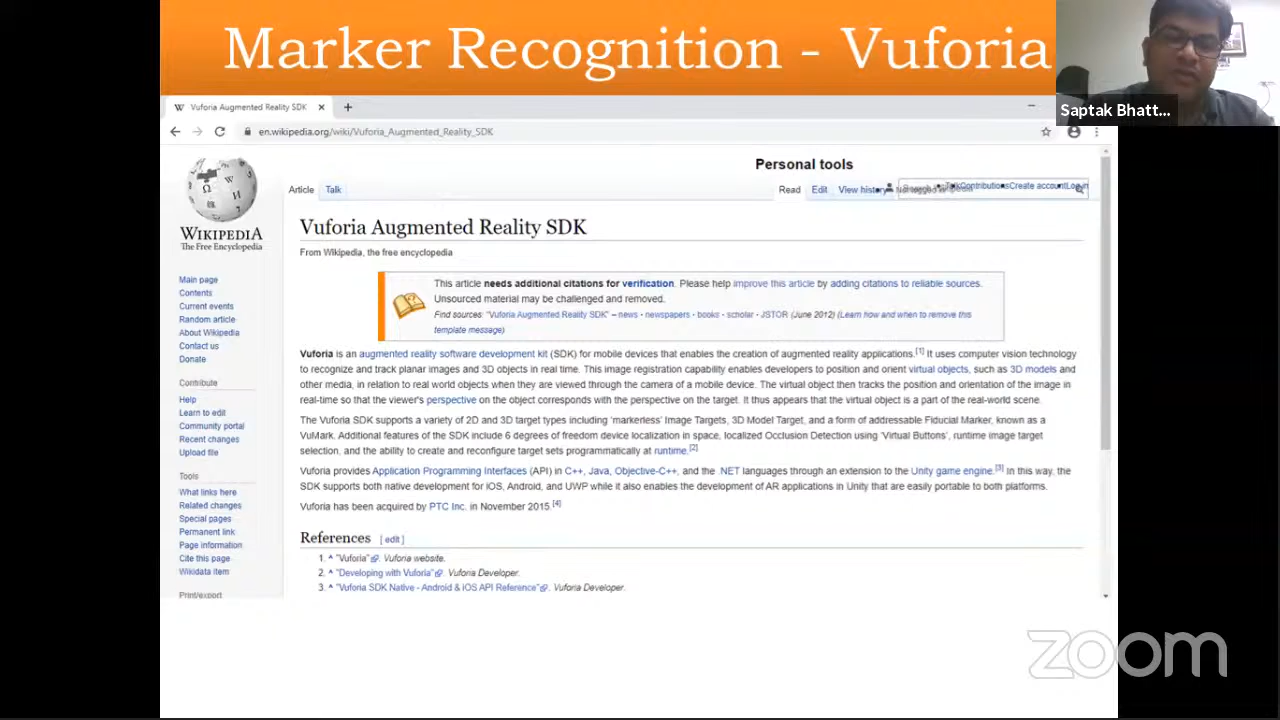 Marker Recognition - Vuforia
Saptak Bhatt...
Vuforia Augmented Reality SDK
en.wikipedia.org/wiki/Vuforia_Augmented_Reality_SDK
Personal tools
Article Talk
Read Edit View history
Talk Contributions Create account Log in
WIKIPEDIA
The Free Encyclopedia
Main page
Contents
Current events
Random article
About Wikipedia
Contact us
Donate
Contribute
Help
Learn to edit
Community portal
Recent changes
Upload file
Tools
What links here
Related changes
Special pages
Permanent link
Page information
Cite this page
Wikidata item
Print/export
Vuforia Augmented Reality SDK
From Wikipedia, the free encyclopedia
This article needs additional citations for verification. Please help improve this article by adding citations to reliable sources.
Unsourced material may be challenged and removed.
Find sources: "Vuforia Augmented Reality SDK" – news · newspapers · books · scholar · JSTOR (June 2012) (Learn how and when to remove this
template message)
Vuforia is an augmented reality software development kit (SDK) for mobile devices that enables the creation of augmented reality applications.[1] It uses computer vision technology
to recognize and track planar images and 3D objects in real time. This image registration capability enables developers to position and orient virtual objects, such as 3D models and
other media, in relation to real world objects when they are viewed through the camera of a mobile device. The virtual object then tracks the position and orientation of the image in
real-time so that the viewer's perspective on the object corresponds with the perspective on the target. It thus appears that the virtual object is a part of the real-world scene.
The Vuforia SDK supports a variety of 2D and 3D target types including 'markerless' Image Targets, 3D Model Target, and a form of addressable Fiducial Marker, known as a
VuMark. Additional features of the SDK include 6 degrees of freedom device localization in space, localized Occlusion Detection using 'Virtual Buttons', runtime image target
selection, and the ability to create and reconfigure target sets programmatically at runtime.[2]
Vuforia provides Application Programming Interfaces (API) in C++, Java, Objective-C++, and the .NET languages through an extension to the Unity game engine.[3] In this way, the
SDK supports both native development for iOS, Android, and UWP while it also enables the development of AR applications in Unity that are easily portable to both platforms.
Vuforia has been acquired by PTC Inc. in November 2015.[4]
References [ edit ]
1. ^ "Vuforia". Vuforia website.
2. ^ "Developing with Vuforia". Vuforia Developer.
3. ^ "Vuforia SDK Native - Android & iOS API Reference". Vuforia Developer.
zoom